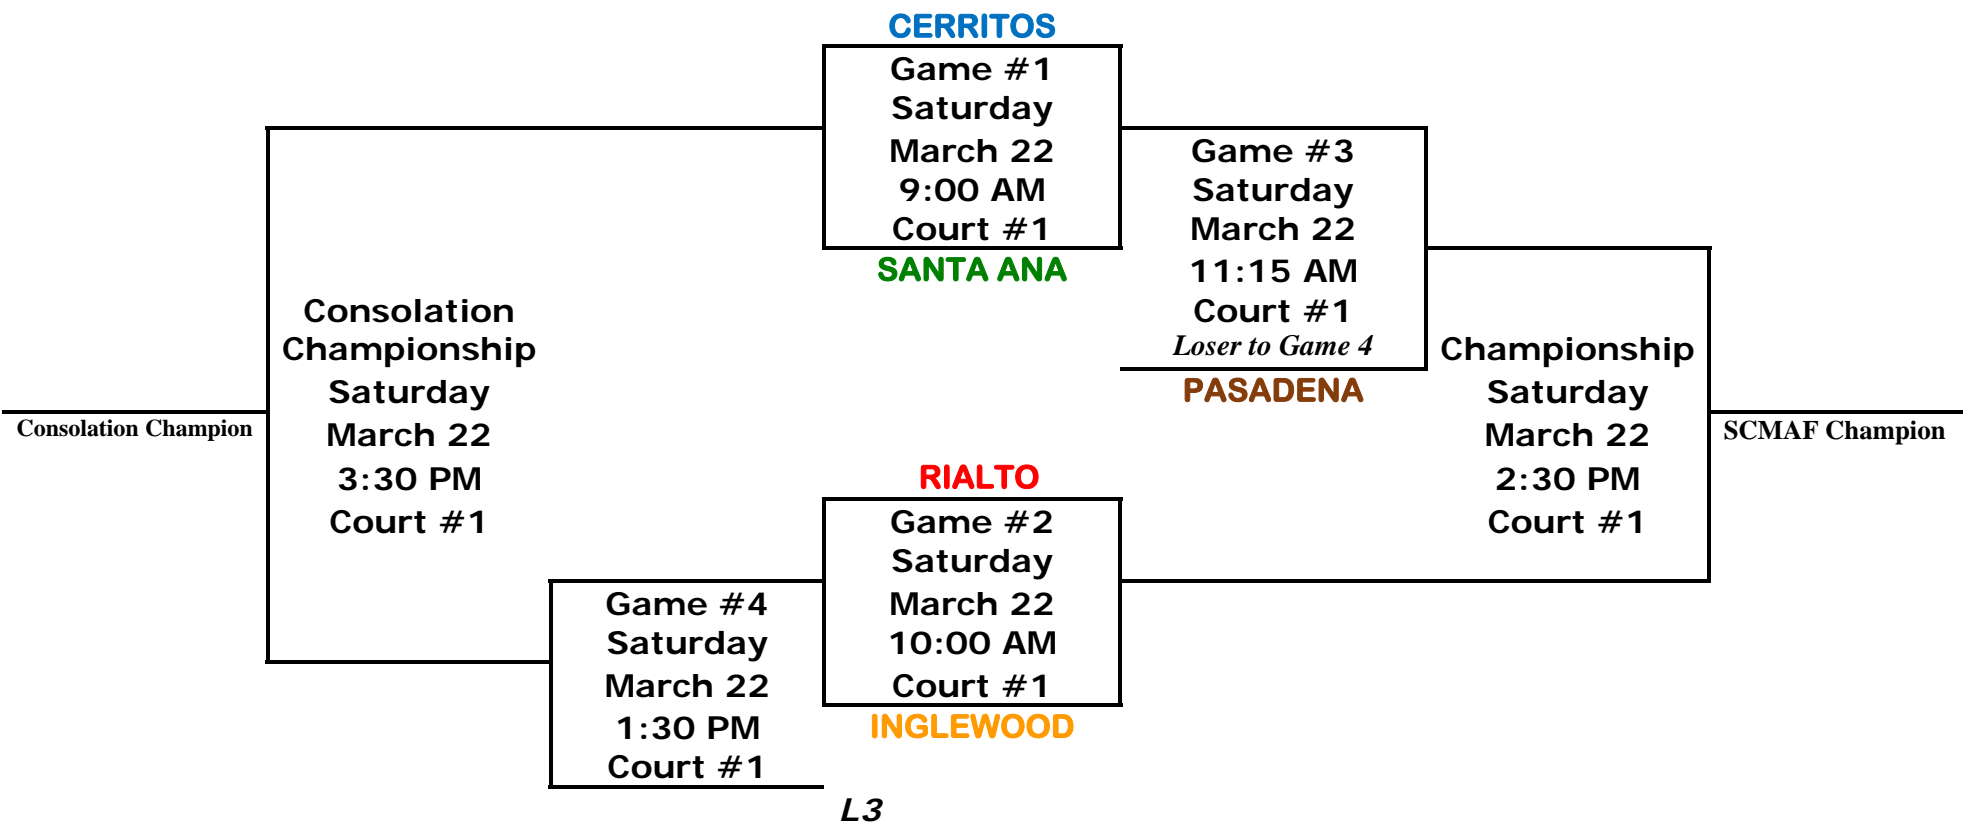 CERRITOS
Game #1
Saturday
March 22
9:00 AM
Court #1
SANTA ANA
Game #3
Saturday
March 22
11:15 AM
Court #1
Loser to Game 4
PASADENA
Consolation
Championship
Saturday
March 22
3:30 PM
Court #1
Consolation Champion
Championship
Saturday
March 22
2:30 PM
Court #1
SCMAF Champion
RIALTO
Game #2
Saturday
March 22
10:00 AM
Court #1
INGLEWOOD
Game #4
Saturday
March 22
1:30 PM
Court #1
L3